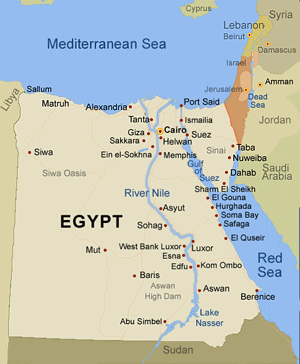 Cyprus
Syria
Lebanon
Beirut
Mediterranean Sea
Damascus
Israel
Amman
Jerusalem
Dead
Sea
Libya
Sallum
Matruh
Alexandria
Port Said
Jordan
Tanta
Ismailia
Giza
Cairo
Suez
Sakkara
Helwan
Ein el-Sokhna
Memphis
Sinai
Taba
Nuweiba
Siwa
Siwa Oasis
Gulf
of
Suez
Dahab
Saudi
Arabia
River Nile
Sharm El Sheikh
El Gouna
Asyut
Hurghada
EGYPT
Soma Bay
Sohag
Safaga
Mut
West Bank Luxor
Luxor
El Quseir
Esna
Edfu
Kom Ombo
Red
Sea
Baris
Aswan
High Dam
Aswan
Berenice
Abu Simbel
Lake
Nasser
Sudan